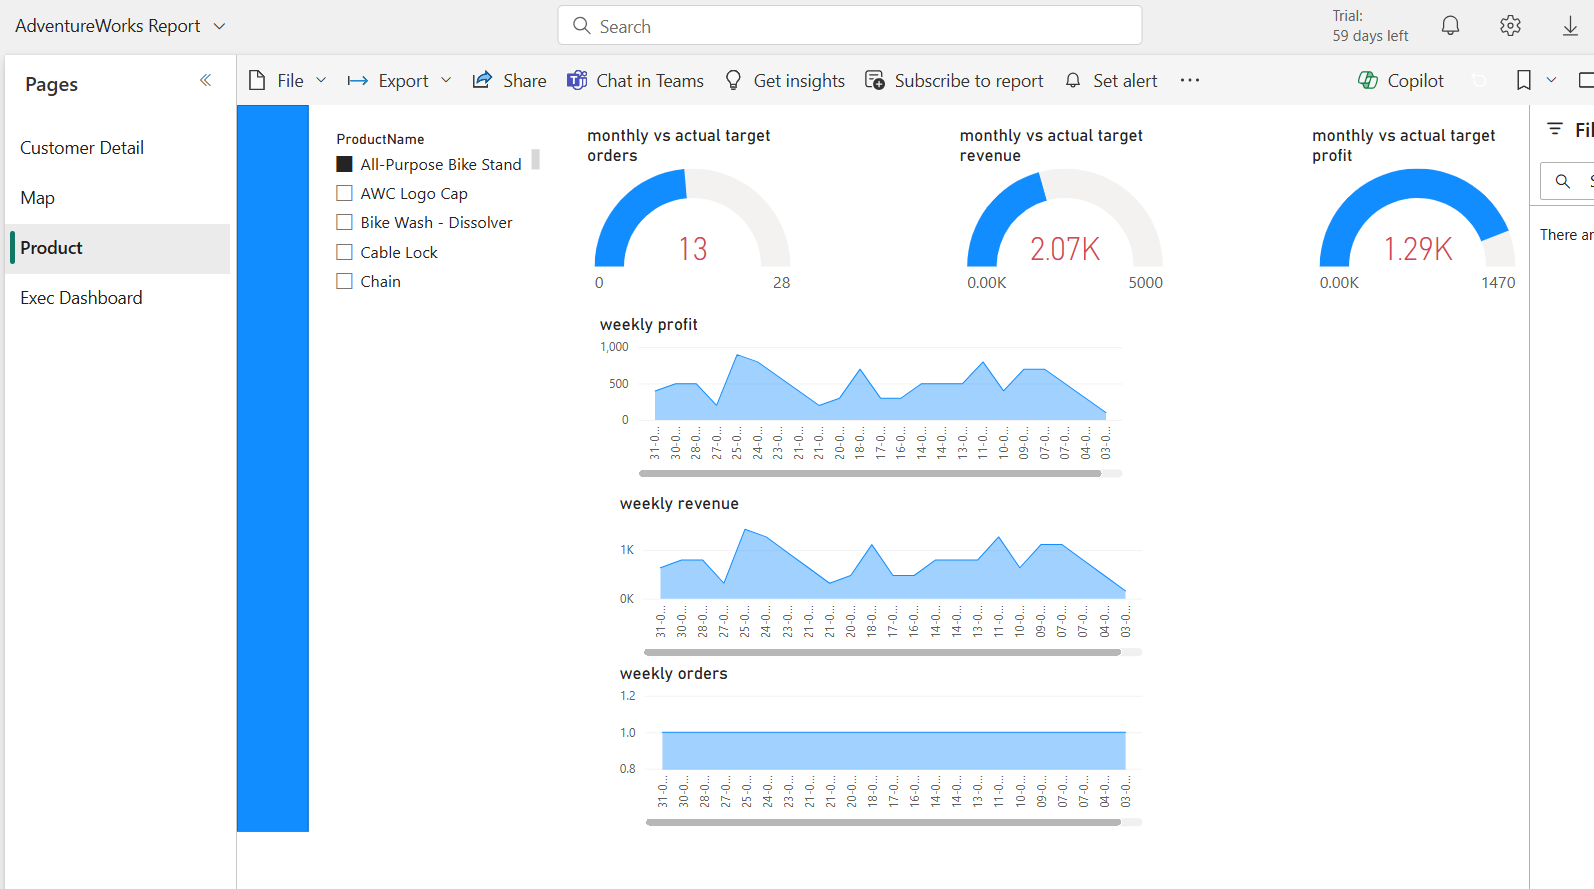 AdventureWorks Report
Search
Trial:
59 days left
Pages
File
Export
Share
Chat in Teams
Get insights
Subscribe to report
Set alert
Copilot
Customer Detail
Map
Product
Exec Dashboard
ProductName
All-Purpose Bike Stand
AWC Logo Cap
Bike Wash - Dissolver
Cable Lock
Chain
monthly vs actual target
orders
13
0
28
monthly vs actual target
revenue
2.07K
0.00K
5000
monthly vs actual target
profit
1.29K
0.00K
1470
Fil
S
There ar
weekly profit
1,000
500
0
31-0... 30-0... 28-0... 27-0... 25-0... 24-0... 23-0... 21-0... 21-0... 20-0... 18-0... 17-0... 16-0... 14-0... 14-0... 13-0... 11-0... 10-0... 09-0... 07-0... 07-0... 04-0... 03-0...
weekly revenue
1K
0K
31-0... 30-0... 28-0... 27-0... 25-0... 24-0... 23-0... 21-0... 21-0... 20-0... 18-0... 17-0... 16-0... 14-0... 14-0... 13-0... 11-0... 10-0... 09-0... 07-0... 07-0... 04-0... 03-0...
weekly orders
1.2
1.0
0.8
31-0... 30-0... 28-0... 27-0... 25-0... 24-0... 23-0... 21-0... 21-0... 20-0... 18-0... 17-0... 16-0... 14-0... 14-0... 13-0... 11-0... 10-0... 09-0... 07-0... 07-0... 04-0... 03-0...